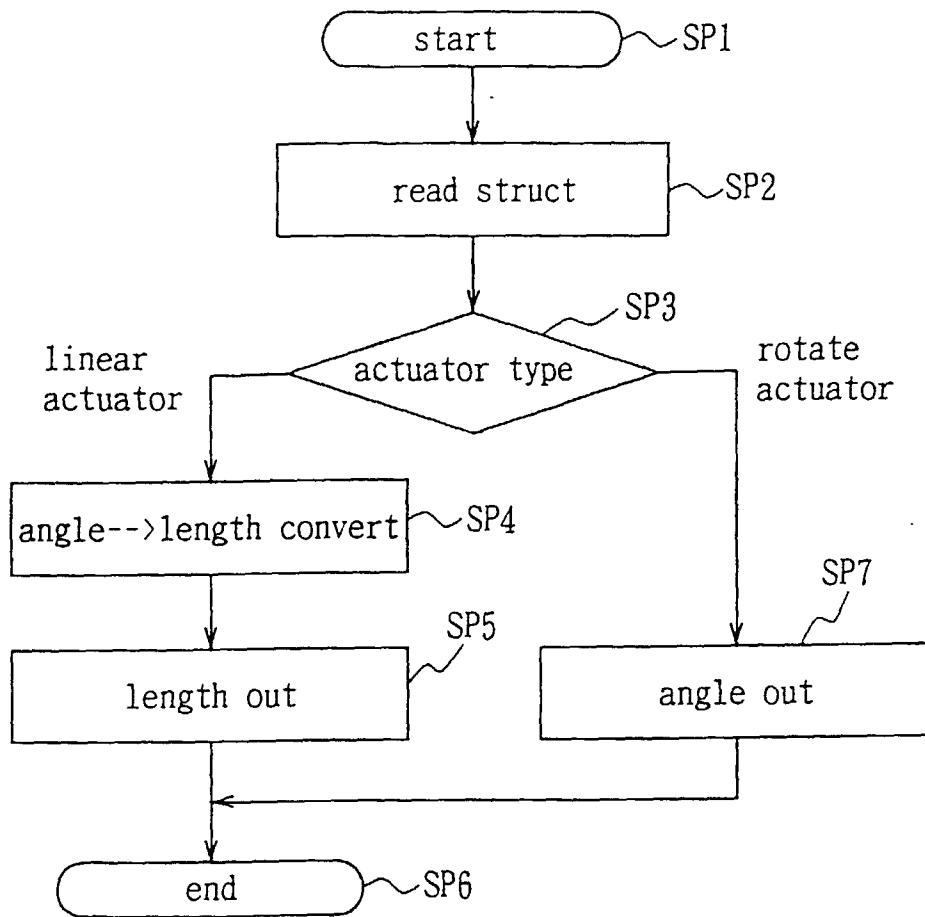 start
SP1
read struct
SP2
SP3
actuator type
linear
actuator
rotate
actuator
angle-->length convert
SP4
SP5
length out
SP7
angle out
end
SP6